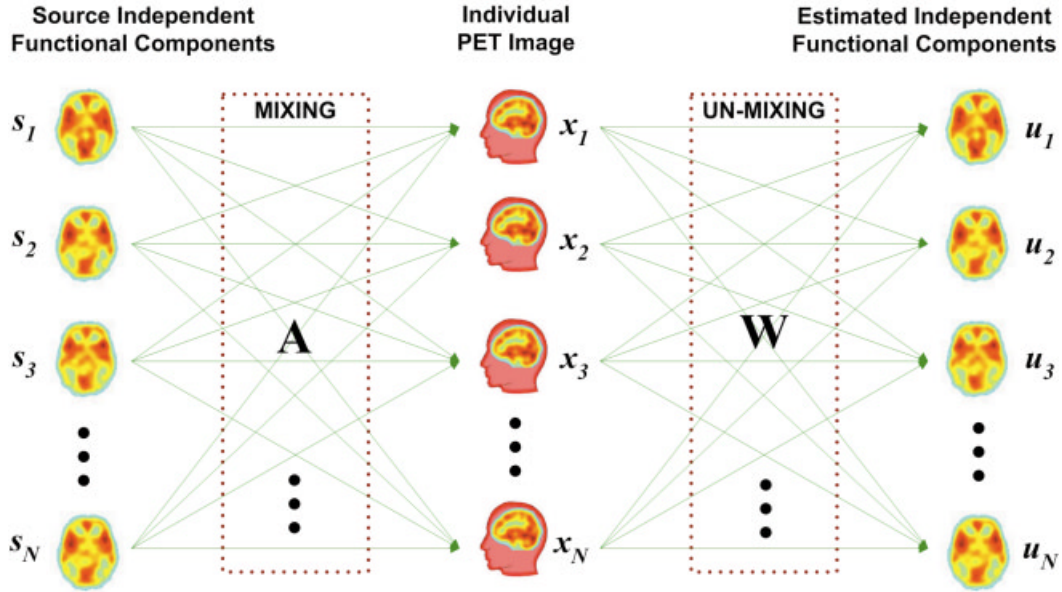 Source Independent
Functional Components
Individual
PET Image
Estimated Independent
Functional Components
MIXING
UN-MIXING
s1
x1
u1
s2
x2
u2
s3
A
x3
W
u3
sN
xN
uN